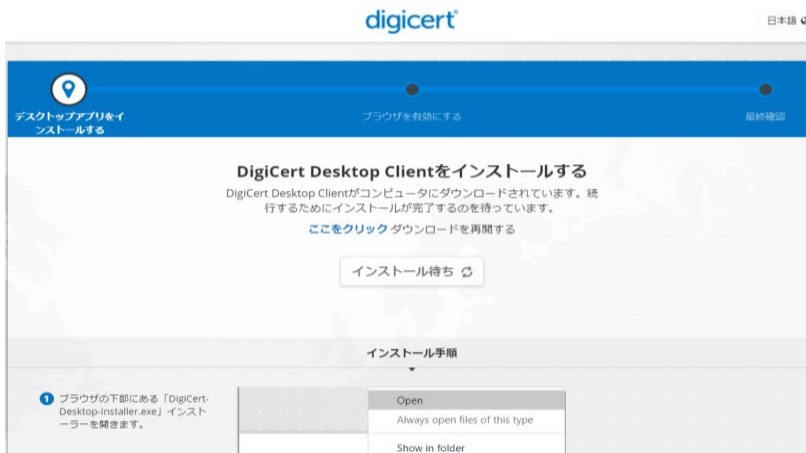 digicert®
日本語
デスクトップアプリをイ
ンストールする
ブラウザを有効にする
最終確認
DigiCert Desktop Clientをインストールする
DigiCert Desktop Clientがコンピュータにダウンロードされています。続
行するためにインストールが完了するのを待っています。
ここをクリック ダウンロードを再開する
インストール待ち
インストール手順
1 ブラウザの下部にある「DigiCert-
Desktop-Installer.exe」インスト
ーラーを開きます。
Open
Always open files of this type
Show in folder